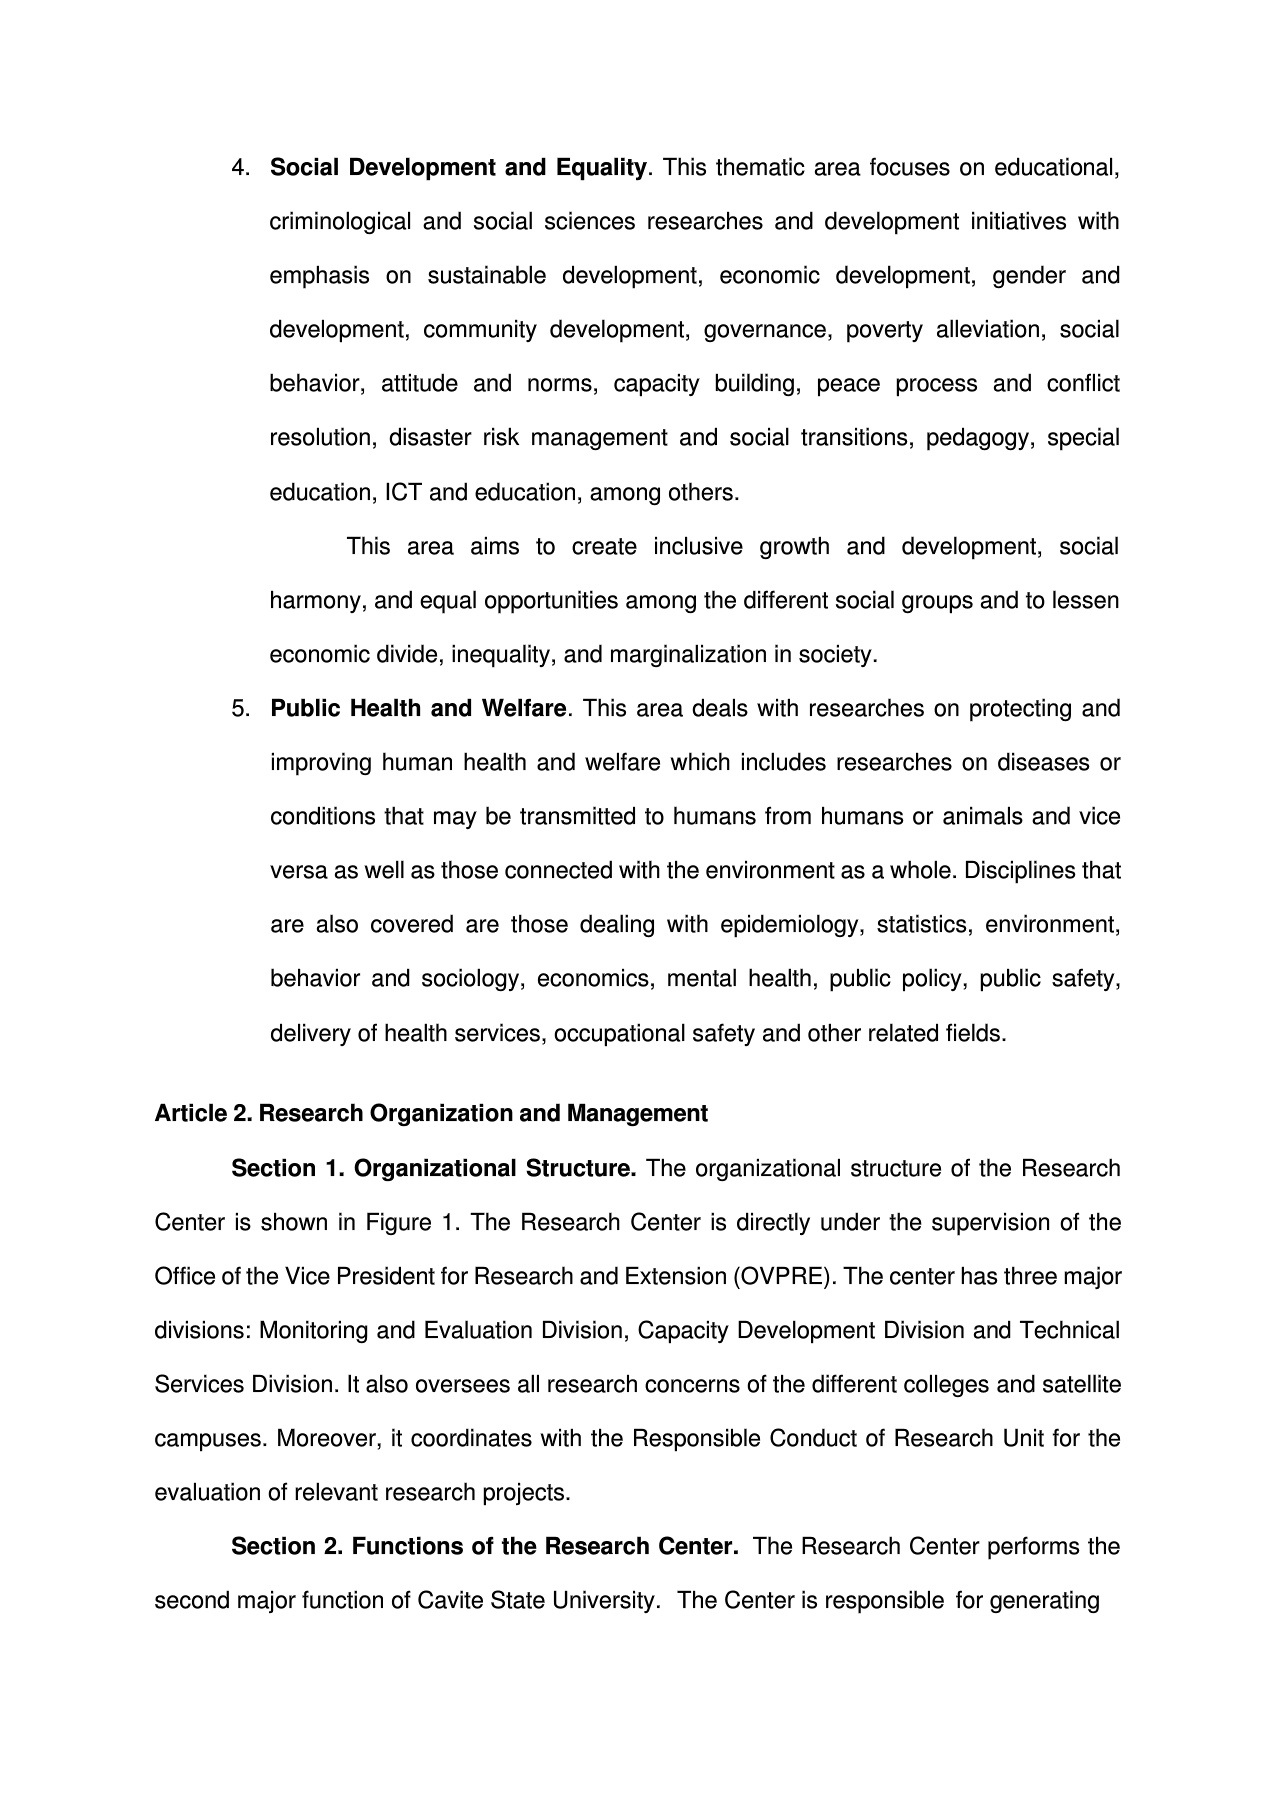 4. Social Development and Equality. This thematic area focuses on educational,
criminological and social sciences researches and development initiatives with
emphasis on sustainable development, economic development, gender and
development, community development, governance, poverty alleviation, social
behavior, attitude and norms, capacity building, peace process and conflict
resolution, disaster risk management and social transitions, pedagogy, special
education, ICT and education, among others.
This area aims to create inclusive growth and development, social
harmony, and equal opportunities among the different social groups and to lessen
economic divide, inequality, and marginalization in society.
5. Public Health and Welfare. This area deals with researches on protecting and
improving human health and welfare which includes researches on diseases or
conditions that may be transmitted to humans from humans or animals and vice
versa as well as those connected with the environment as a whole. Disciplines that
are also covered are those dealing with epidemiology, statistics, environment,
behavior and sociology, economics, mental health, public policy, public safety,
delivery of health services, occupational safety and other related fields.
Article 2. Research Organization and Management
Section 1. Organizational Structure. The organizational structure of the Research
Center is shown in Figure 1. The Research Center is directly under the supervision of the
Office of the Vice President for Research and Extension (OVPRE). The center has three major
divisions: Monitoring and Evaluation Division, Capacity Development Division and Technical
Services Division. It also oversees all research concerns of the different colleges and satellite
campuses. Moreover, it coordinates with the Responsible Conduct of Research Unit for the
evaluation of relevant research projects.
Section 2. Functions of the Research Center. The Research Center performs the
second major function of Cavite State University. The Center is responsible for generating